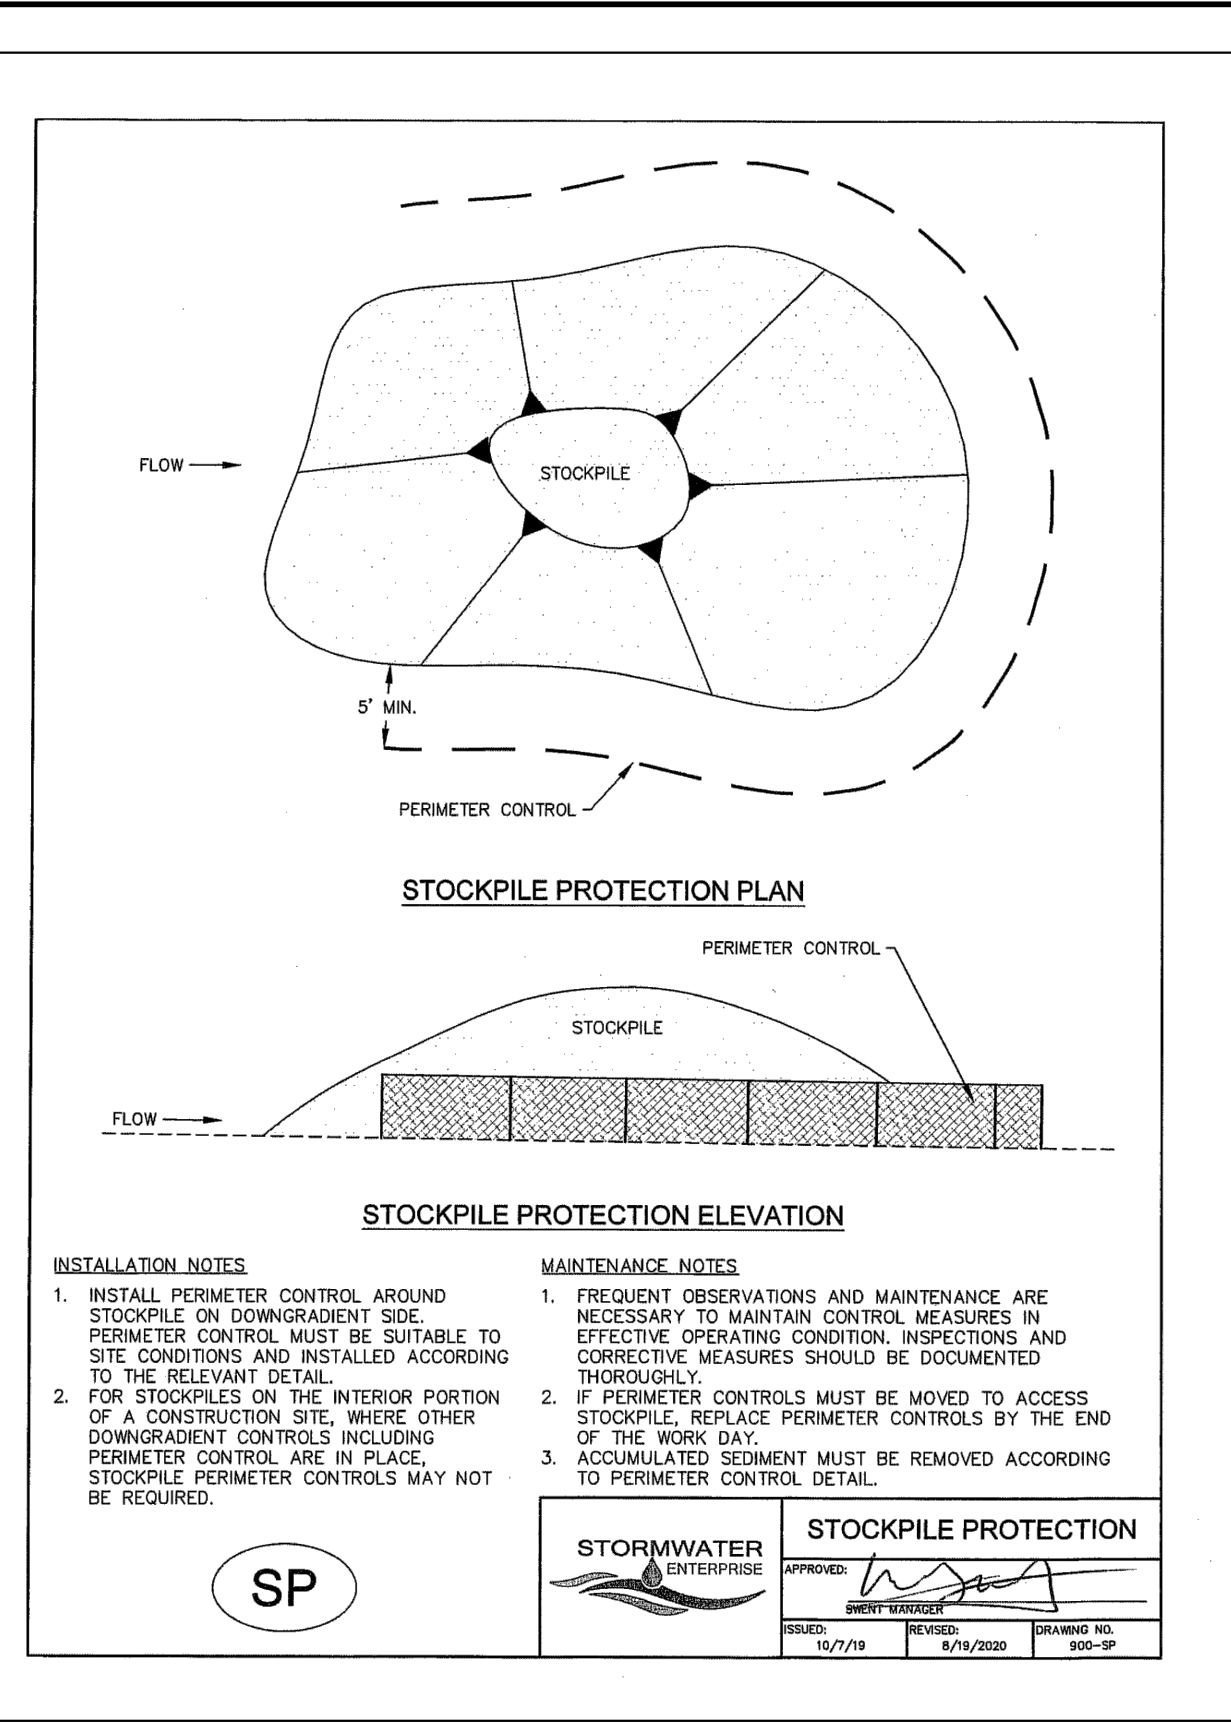 FLOW
STOCKPILE
5' MIN.
PERIMETER CONTROL
STOCKPILE PROTECTION PLAN
PERIMETER CONTROL
STOCKPILE
FLOW
STOCKPILE PROTECTION ELEVATION
INSTALLATION NOTES
1. INSTALL PERIMETER CONTROL AROUND
STOCKPILE ON DOWNGRADIENT SIDE.
PERIMETER CONTROL MUST BE SUITABLE TO
SITE CONDITIONS AND INSTALLED ACCORDING
TO THE RELEVANT DETAIL.
2. FOR STOCKPILES ON THE INTERIOR PORTION
OF A CONSTRUCTION SITE, WHERE OTHER
DOWNGRADIENT CONTROLS INCLUDING
PERIMETER CONTROL ARE IN PLACE,
STOCKPILE PERIMETER CONTROLS MAY NOT
BE REQUIRED.
MAINTENANCE NOTES
1. FREQUENT OBSERVATIONS AND MAINTENANCE ARE
NECESSARY TO MAINTAIN CONTROL MEASURES IN
EFFECTIVE OPERATING CONDITION. INSPECTIONS AND
CORRECTIVE MEASURES SHOULD BE DOCUMENTED
THOROUGHLY.
2. IF PERIMETER CONTROLS MUST BE MOVED TO ACCESS
STOCKPILE, REPLACE PERIMETER CONTROLS BY THE END
OF THE WORK DAY.
3. ACCUMULATED SEDIMENT MUST BE REMOVED ACCORDING
TO PERIMETER CONTROL DETAIL.
SP
STORMWATER
ENTERPRISE
STOCKPILE PROTECTION
APPROVED:
SWENT MANAGER
ISSUED:
10/7/19
REVISED:
8/19/2020
DRAWING NO.
900-SP